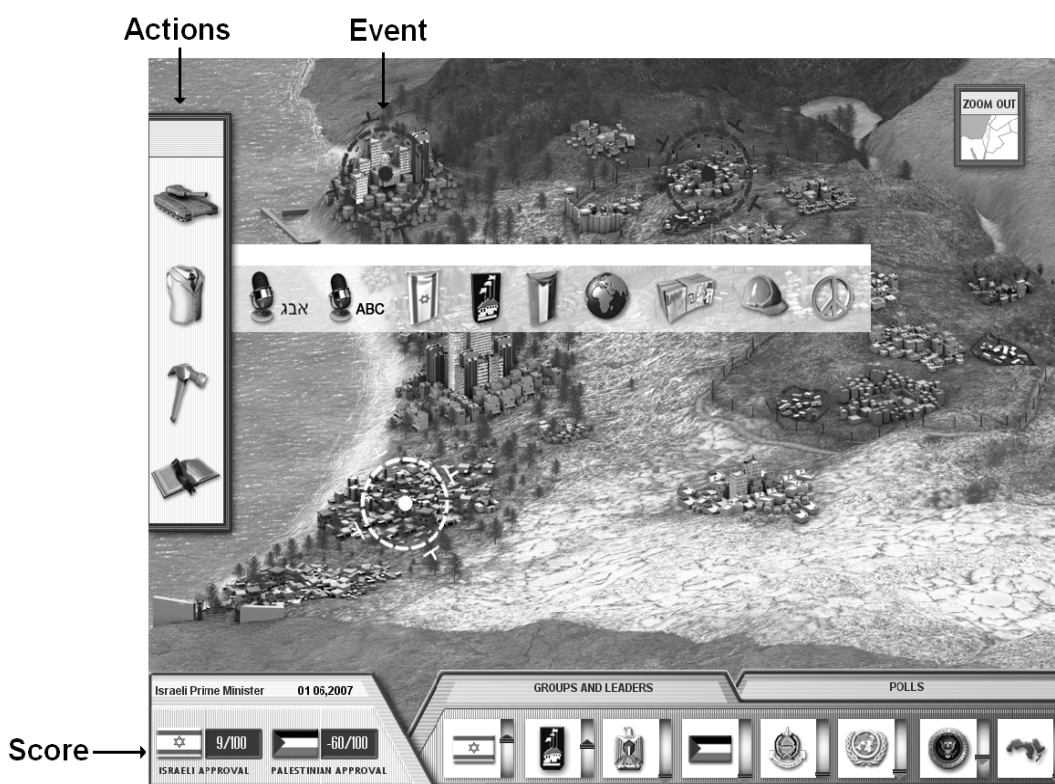 Actions
Event
ZOOM OUT
אבג
ABC
Israeli Prime Minister
01 06,2007
GROUPS AND LEADERS
POLLS
Score
9/100
-60/100
ISRAELI APPROVAL
PALESTINIAN APPROVAL